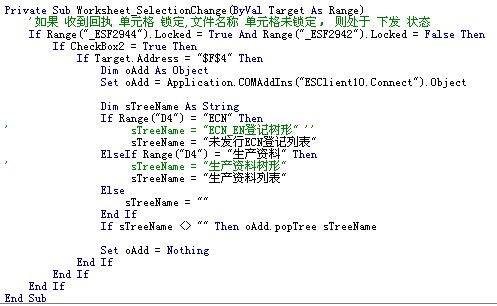 Private Sub Worksheet_SelectionChange(ByVal Target As Range)
'如果 收到回执 单元格 锁定,文件名称 单元格未锁定 , 则处于 下发 状态
If Range("_ESF2944").Locked = True And Range("_ESF2942").Locked = False Then
If CheckBox2 = True Then
If Target.Address = "$F$4" Then
Dim oAdd As Object
Set oAdd = Application.COMAddIns("ESClient10.Connect").Object
Dim sTreeName As String
If Range("D4") = "ECN" Then
' sTreeName = "ECN_EN登记树形" ''
sTreeName = "未发行ECN登记列表"
ElseIf Range("D4") = "生产资料" Then
' sTreeName = "生产资料树形"
sTreeName = "生产资料列表"
Else
sTreeName = ""
End If
If sTreeName <> "" Then oAdd.popTree sTreeName
Set oAdd = Nothing
End If
End If
End If
End Sub